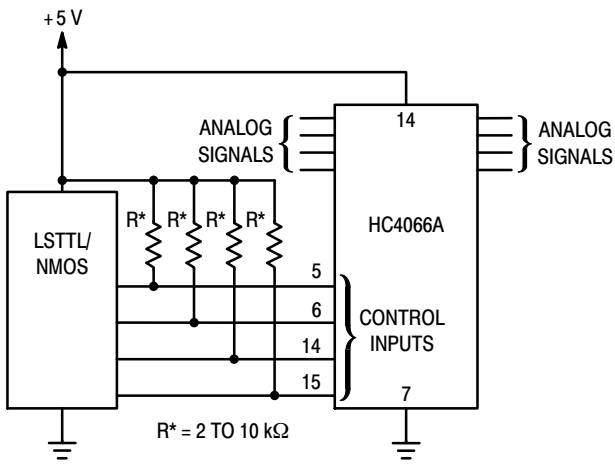 +5 V
14
ANALOG
SIGNALS
ANALOG
SIGNALS
HC4066A
LSTTL/
NMOS
R* R* R* R*
5
6
14
15
CONTROL
INPUTS
7
R* = 2 TO 10 kΩ